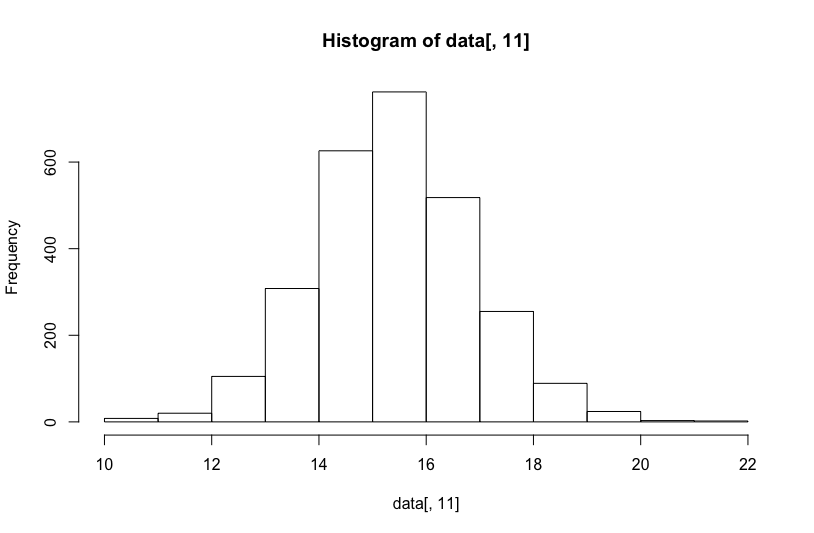 Histogram of data[, 11]
Frequency
600
400
200
0
10 12 14 16 18 20 22
data[, 11]